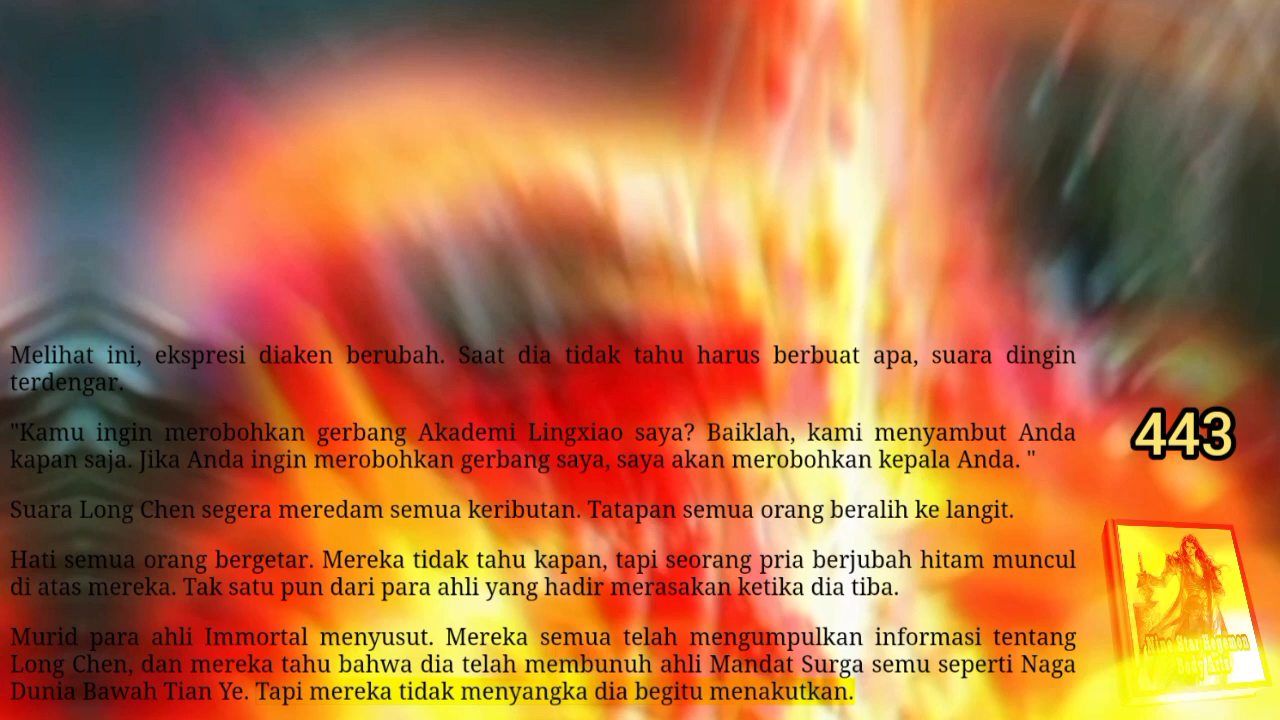 Melihat ini, ekspresi diaken berubah. Saat dia tidak tahu harus berbuat apa, suara dingin
terdengar.
"Kamu ingin merobohkan gerbang Akademi Lingxiao saya? Baiklah, kami menyambut Anda
kapan saja. Jika Anda ingin merobohkan gerbang saya, saya akan merobohkan kepala Anda. "
Suara Long Chen segera meredam semua keributan. Tatapan semua orang beralih ke langit.
Hati semua orang bergetar. Mereka tidak tahu kapan, tapi seorang pria berjubah hitam muncul
di atas mereka. Tak satu pun dari para ahli yang hadir merasakan ketika dia tiba.
Murid para ahli Immortal menyusut. Mereka semua telah mengumpulkan informasi tentang
Long Chen, dan mereka tahu bahwa dia telah membunuh ahli Mandat Surga semu seperti Naga
Dunia Bawah Tian Ye. Tapi mereka tidak menyangka dia begitu menakutkan.
443
Nine Star Hegemon
Body Arts